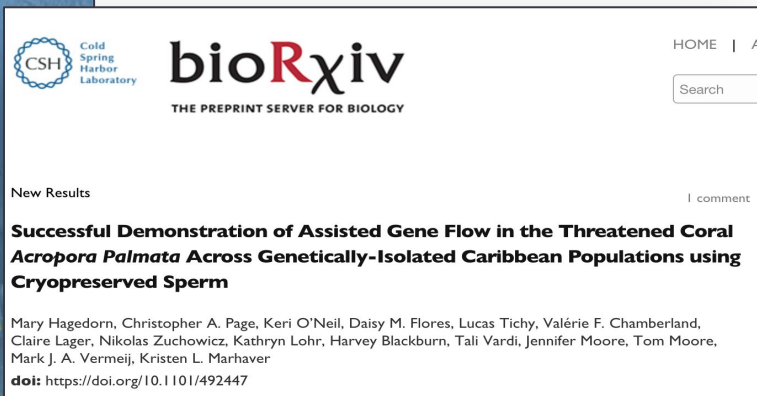 CSH
Cold
Spring
Harbor
Laboratory
bioRχiv
THE PREPRINT SERVER FOR BIOLOGY
HOME |
Search
New Results
1 comment
Successful Demonstration of Assisted Gene Flow in the Threatened Coral
Acropora Palmata Across Genetically-Isolated Caribbean Populations using
Cryopreserved Sperm
Mary Hagedorn, Christopher A. Page, Keri O’Neil, Daisy M. Flores, Lucas Tichy, Valérie F. Chamberland,
Claire Lager, Nikolas Zuchowicz, Kathryn Lohr, Harvey Blackburn, Tali Vardi, Jennifer Moore, Tom Moore,
Mark J. A. Vermeij, Kristen L. Marhaver
doi: https://doi.org/10.1101/492447